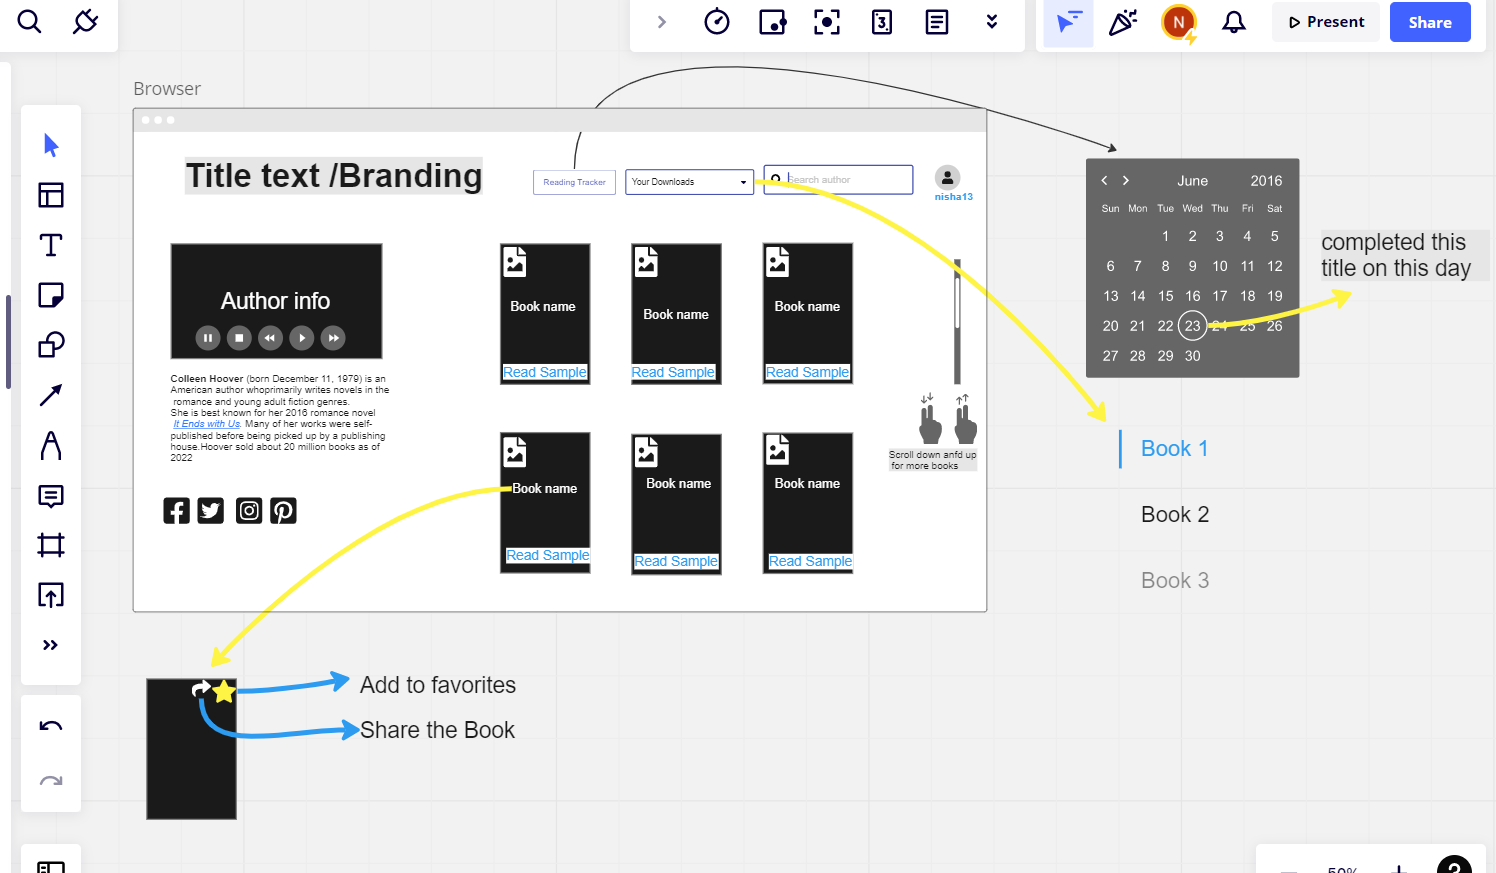 3
N
Present
Share
Browser
Title text /Branding
Reading Tracker
Your Downloads
Search author
nisha13
Author info
Colleen Hoover (born December 11, 1979) is an
American author whoprimarily writes novels in the
romance and young adult fiction genres.
She is best known for her 2016 romance novel
It Ends with Us. Many of her works were self-
published before being picked up by a publishing
house.Hoover sold about 20 million books as of
2022
Book name
Read Sample
Book name
Read Sample
Book name
Read Sample
Book name
Read Sample
Book name
Read Sample
Book name
Read Sample
Scroll down anfd up
for more books
June 2016
Sun Mon Tue Wed Thu Fri Sat
1 2 3 4 5
6 7 8 9 10 11 12
13 14 15 16 17 18 19
20 21 22 23 24 25 26
27 28 29 30
completed this
title on this day
Book 1
Book 2
Book 3
Add to favorites
Share the Book
50%
?